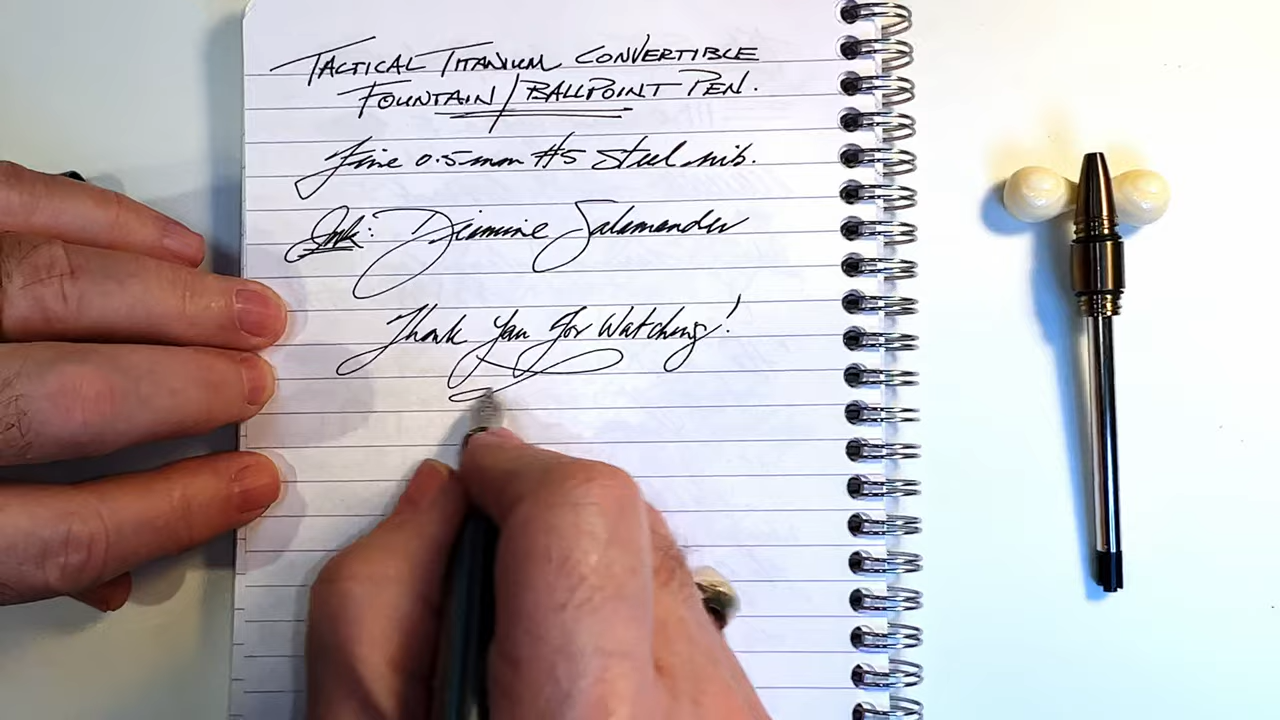 TACTICAL TITANIUM CONVERTIBLE
FOUNTAIN/BALLPOINT PEN.
Fine 0.5mm #5 Steel nib.
Ink: Diamine Salamander
Thank You for Watching!